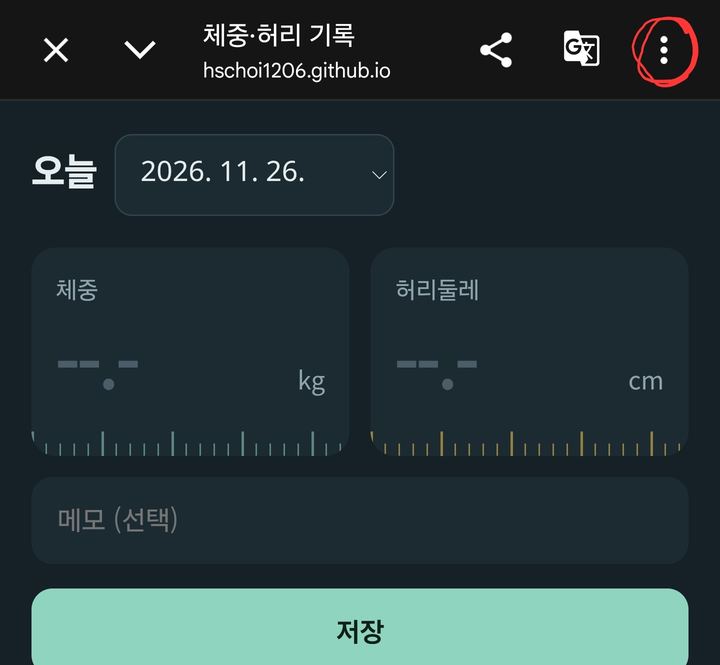 체중·허리 기록
hschoi1206.github.io
오늘
2026. 11. 26.
체중
--.-
kg
허리둘레
--.-
cm
메모 (선택)
저장